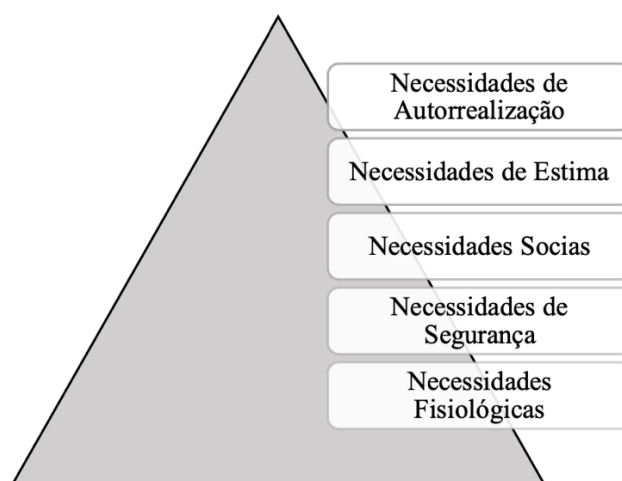 Necessidades de
Autorrealização
Necessidades de Estima
Necessidades Socias
Necessidades de
Segurança
Necessidades
Fisiológicas